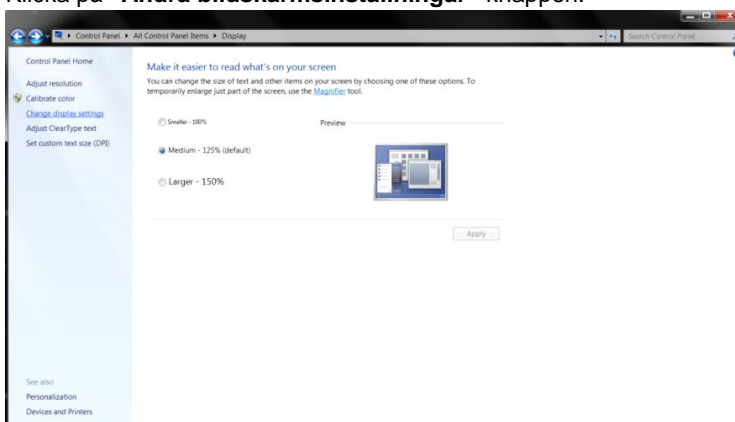 Klicka på "Ändra bildskärmsinställningar"-knappen.
Control Panel ▸ All Control Panel Items ▸ Display
Search Control Panel
Control Panel Home
Adjust resolution
Calibrate color
Change display settings
Adjust ClearType text
Set custom text size (DPI)
Make it easier to read what's on your screen
You can change the size of text and other items on your screen by choosing one of these options. To
temporarily enlarge just part of the screen, use the Magnifier tool.
Smaller - 100%
Preview
Medium - 125% (default)
Larger - 150%
Apply
See also
Personalization
Devices and Printers